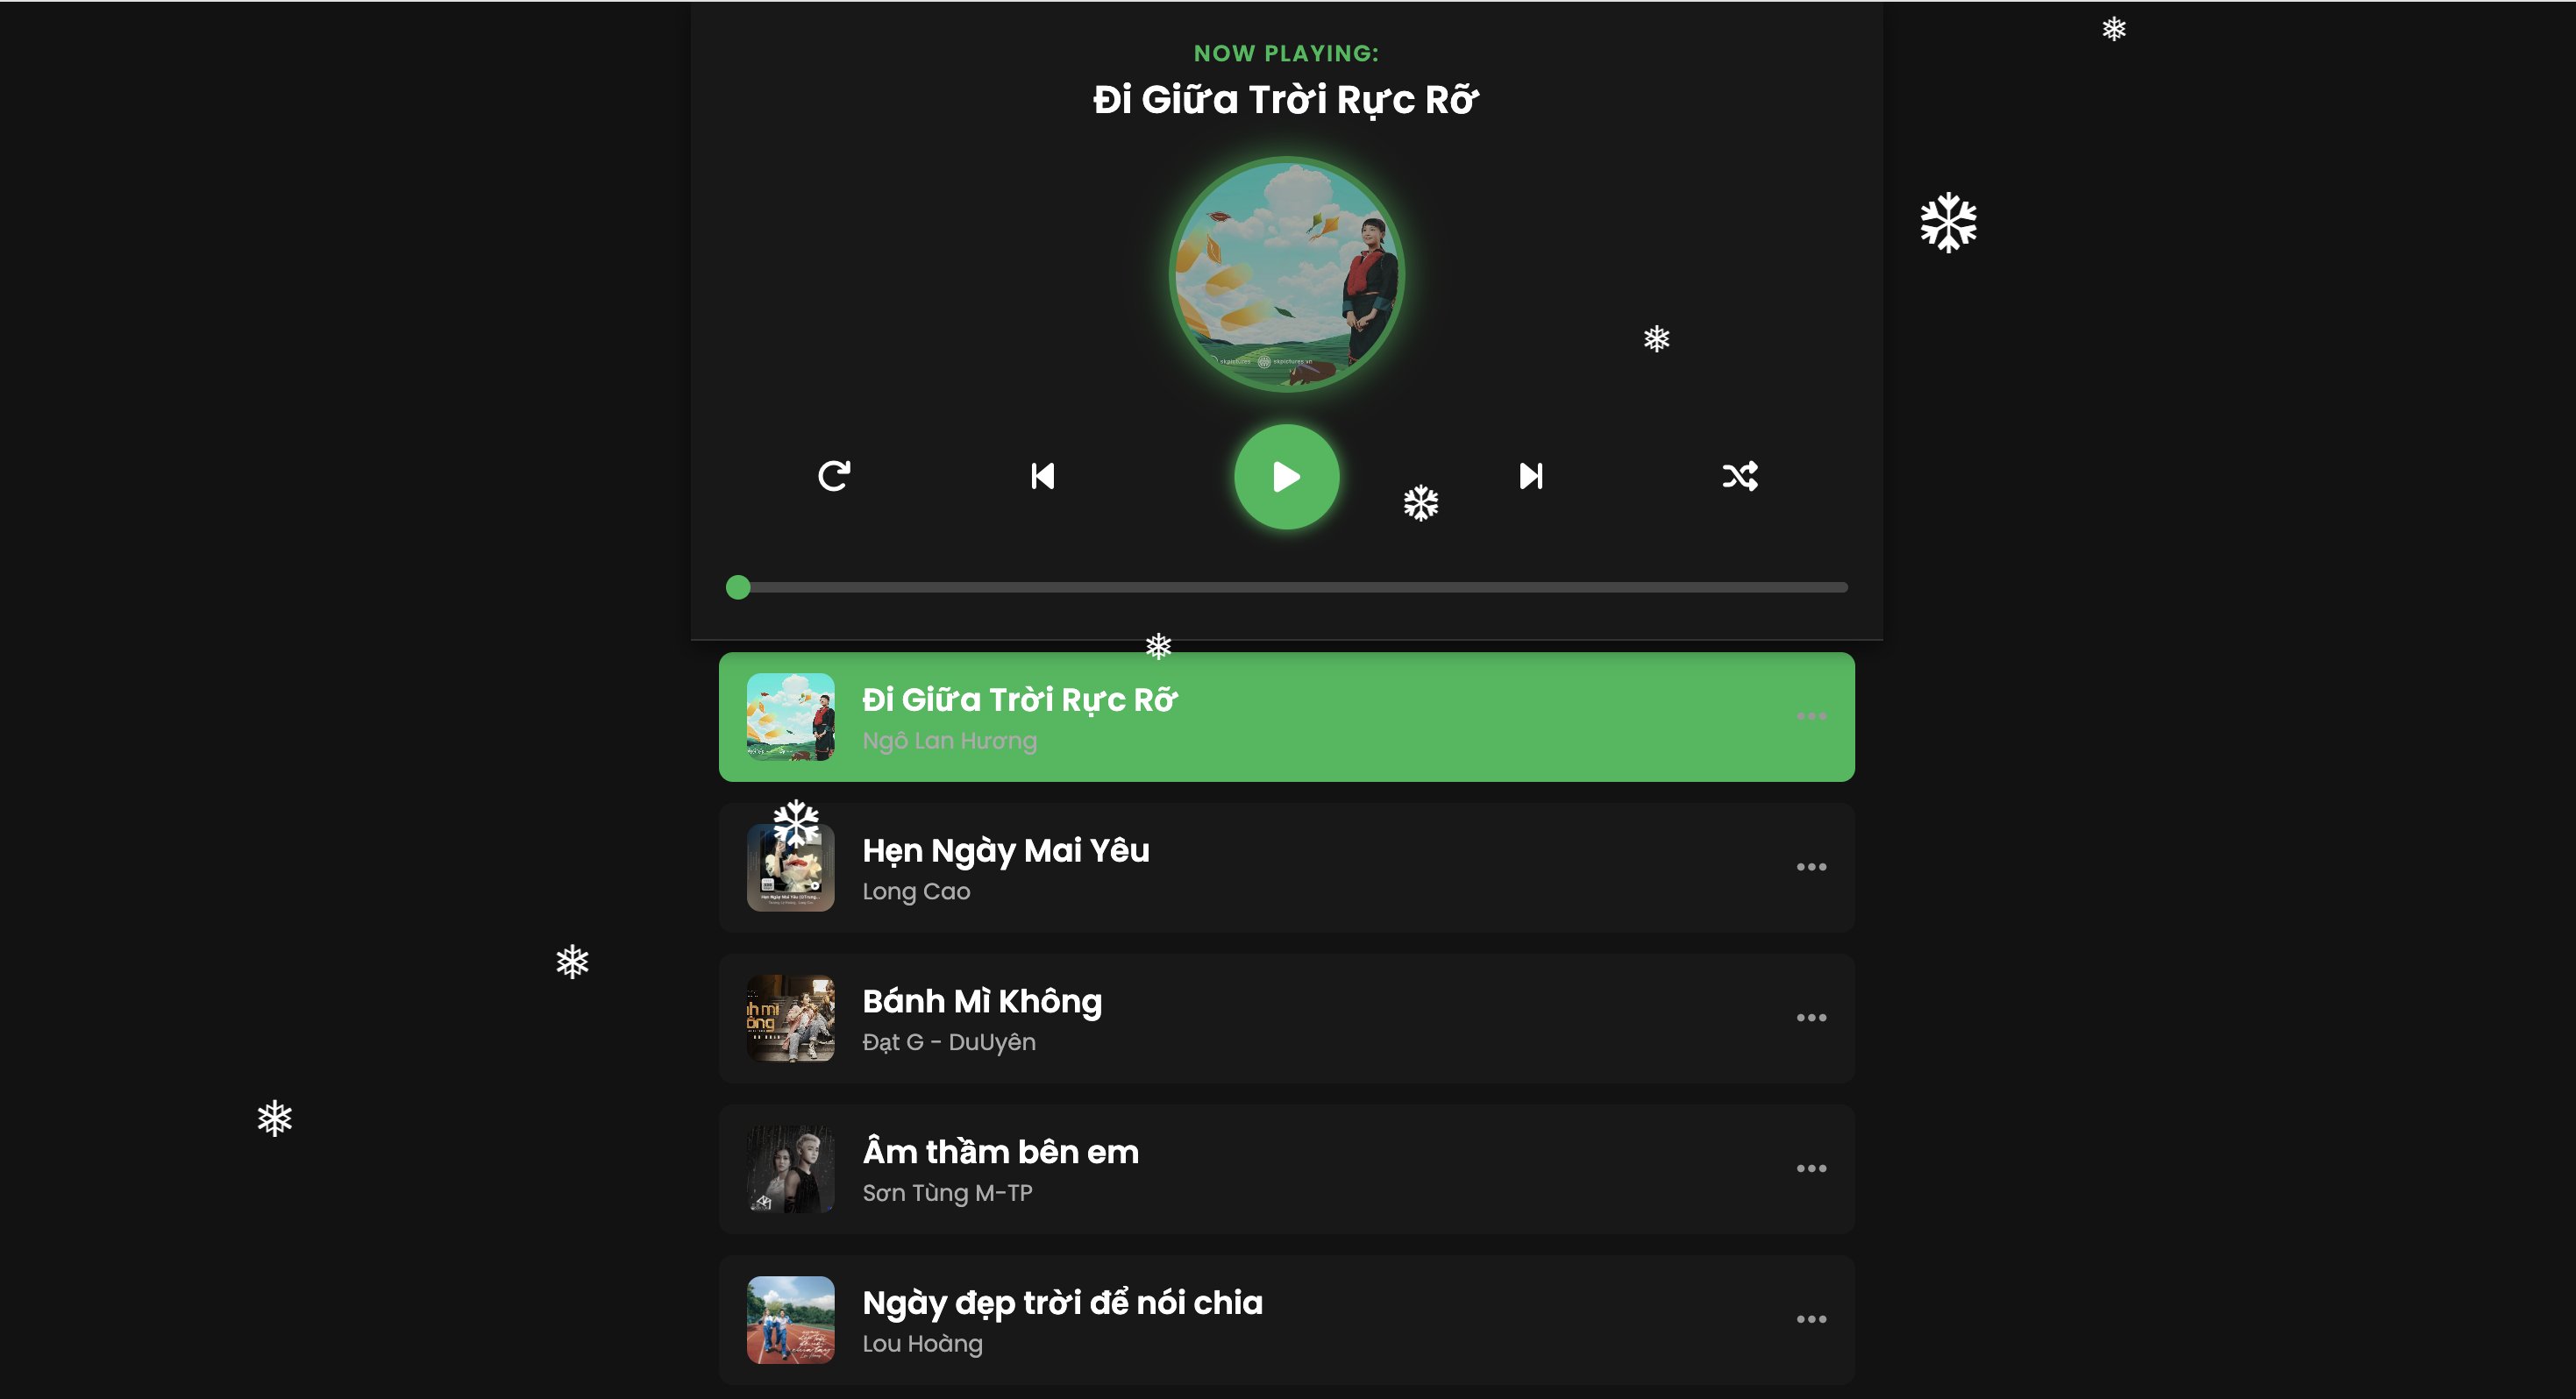 NOW PLAYING:
Đi Giữa Trời Rực Rỡ
Đi Giữa Trời Rực Rỡ
Ngô Lan Hương
Hẹn Ngày Mai Yêu
Long Cao
Bánh Mì Không
Đạt G - DuUyên
Âm thầm bên em
Sơn Tùng M-TP
Ngày đẹp trời để nói chia
Lou Hoàng